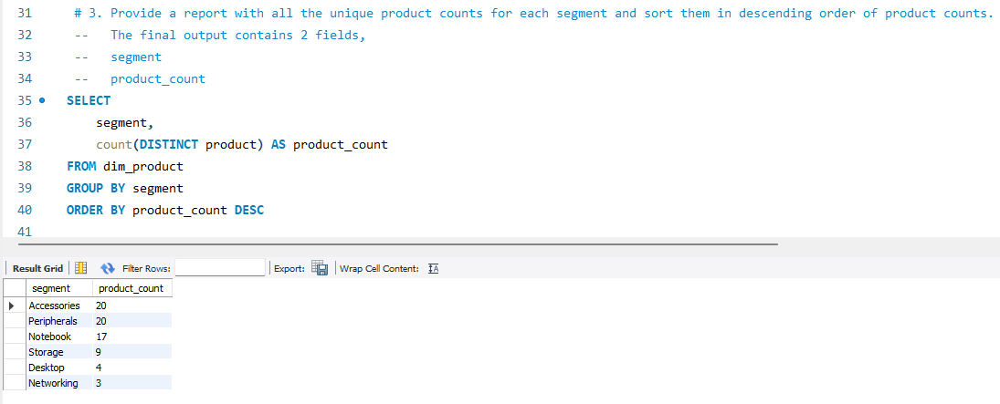 31 # 3. Provide a report with all the unique product counts for each segment and sort them in descending order of product counts.
32 -- The final output contains 2 fields,
33 -- segment
34 -- product_count
35 SELECT
36 segment,
37 count(DISTINCT product) AS product_count
38 FROM dim_product
39 GROUP BY segment
40 ORDER BY product_count DESC
41
Result Grid Filter Rows: Export: Wrap Cell Content: IA
segment product_count
Accessories 20
Peripherals 20
Notebook 17
Storage 9
Desktop 4
Networking 3